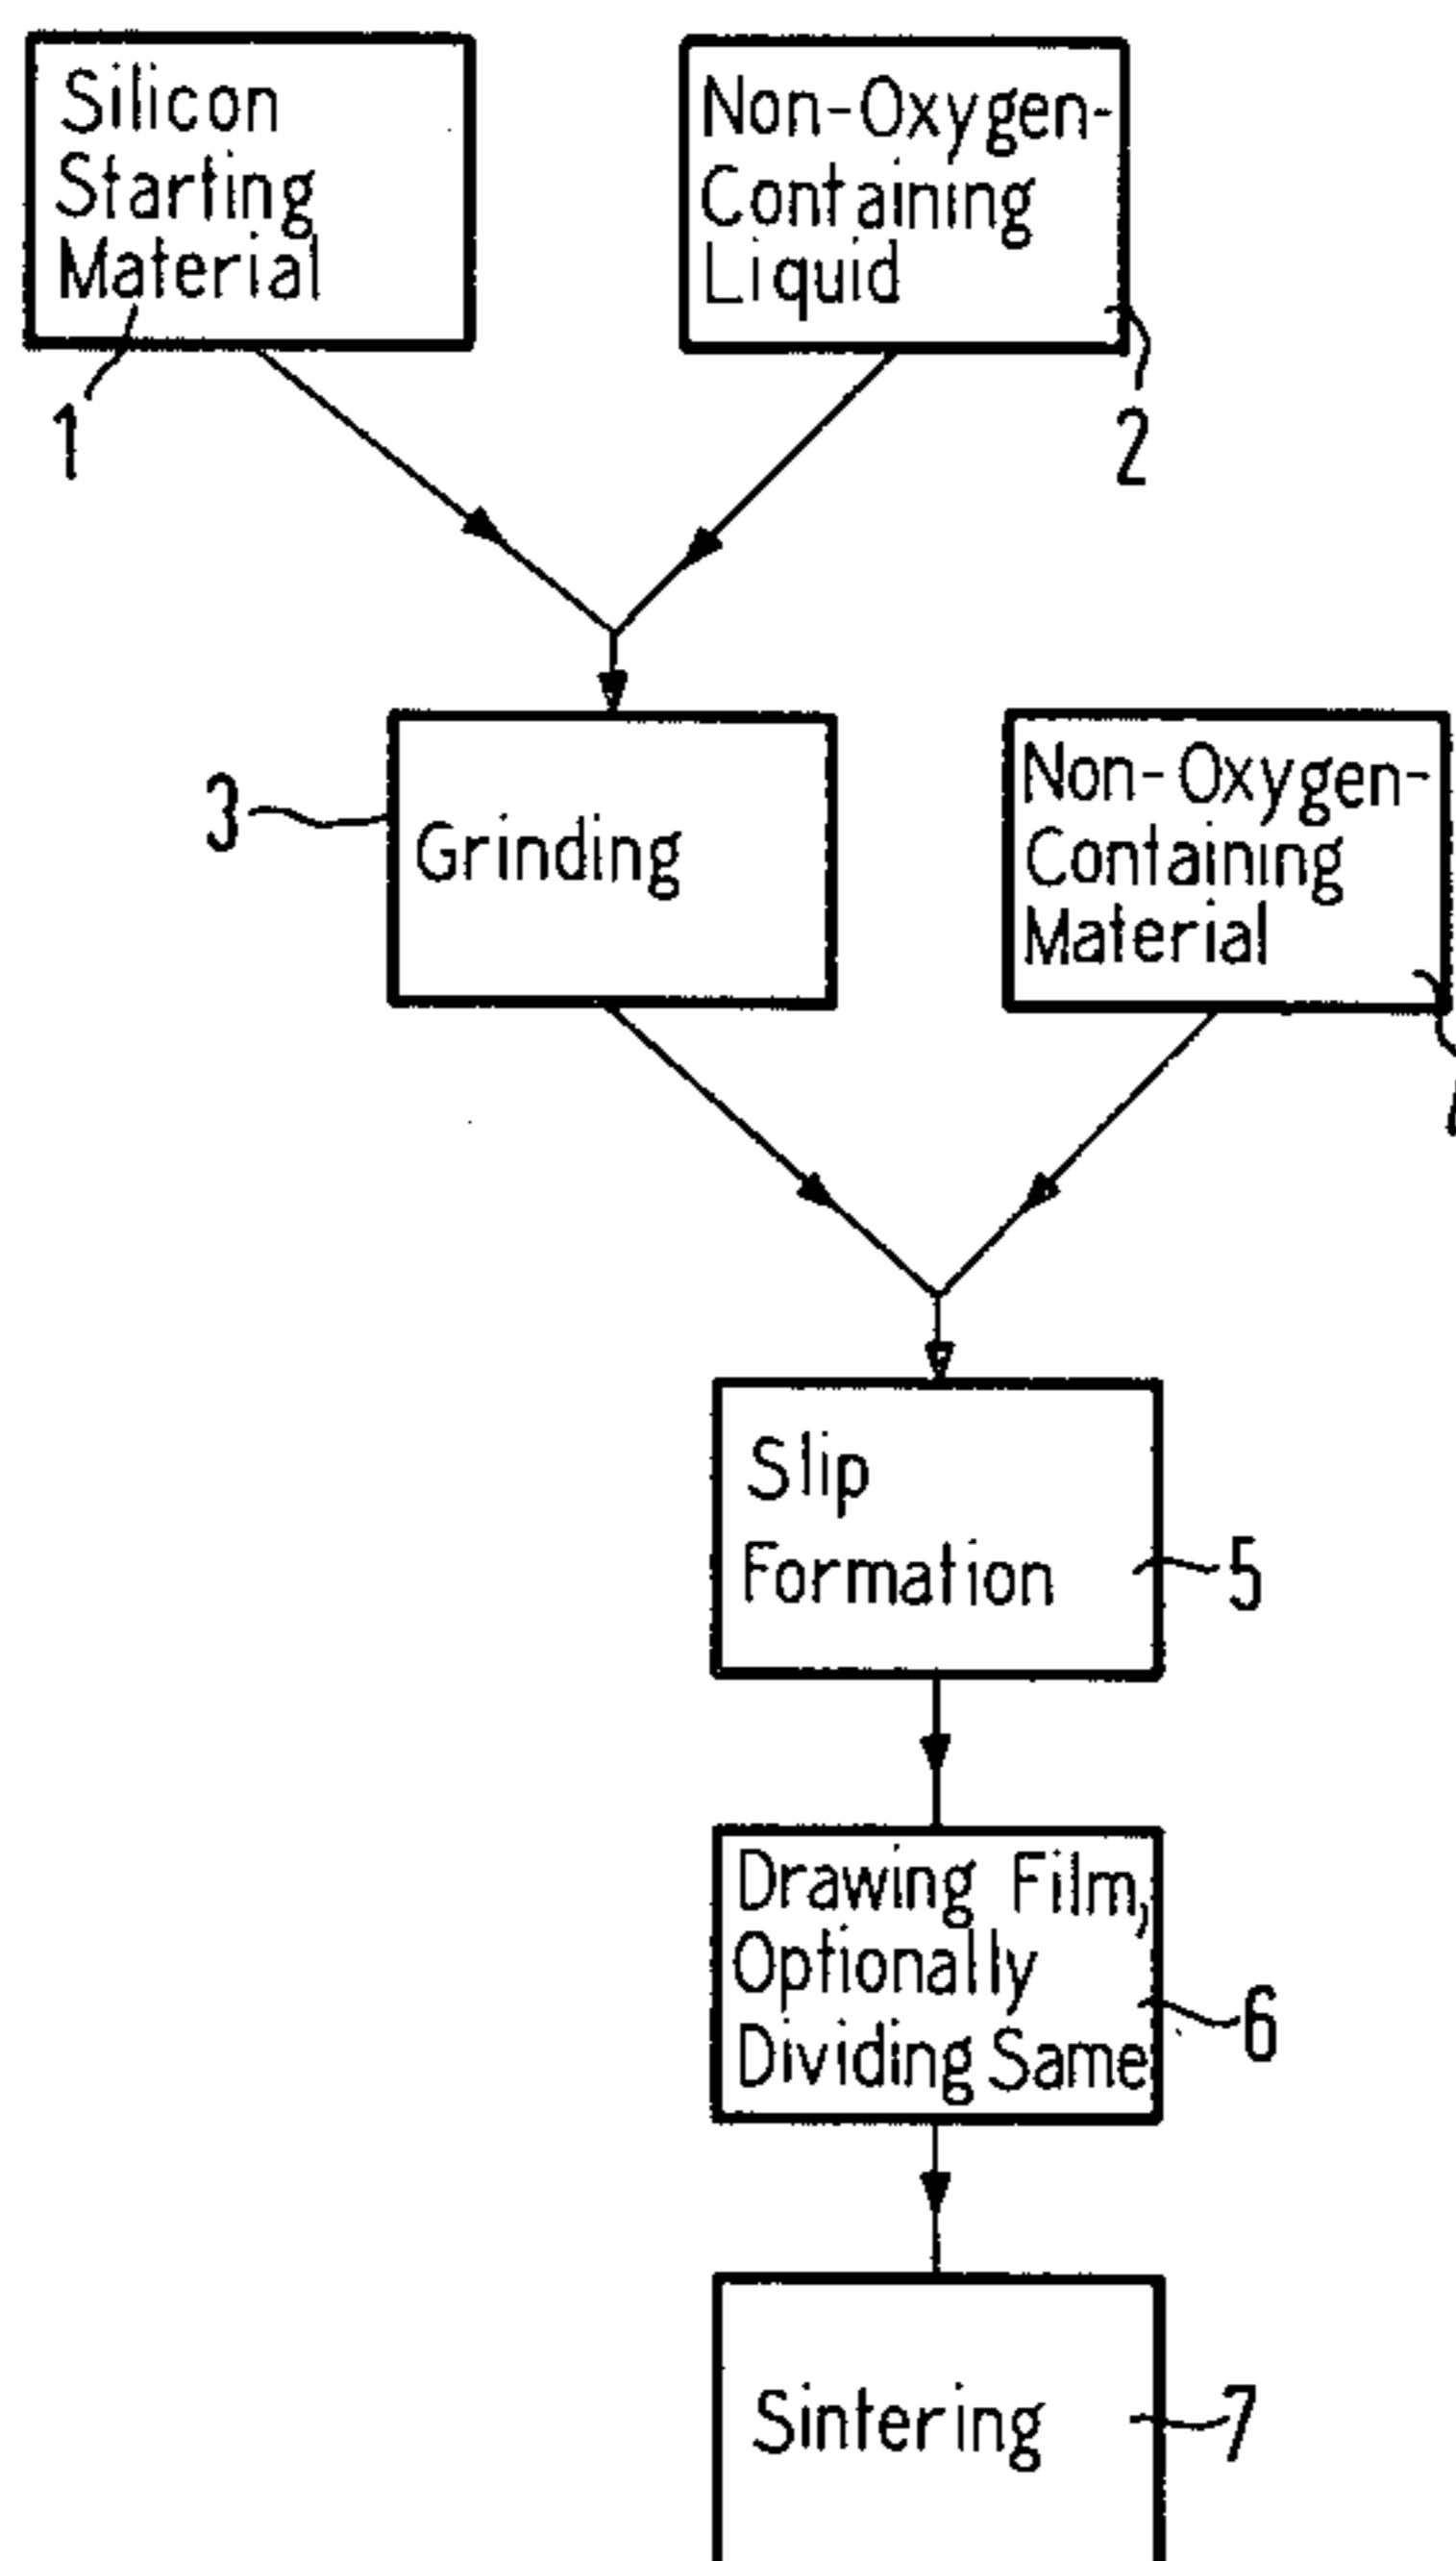 Silicon
Starting
Material
1
Non-Oxygen-
Containing
Liquid
2
3
Grinding
Non-Oxygen-
Containing
Material
Slip
Formation
5
Drawing Film,
Optionally
Dividing Same
6
Sintering
7